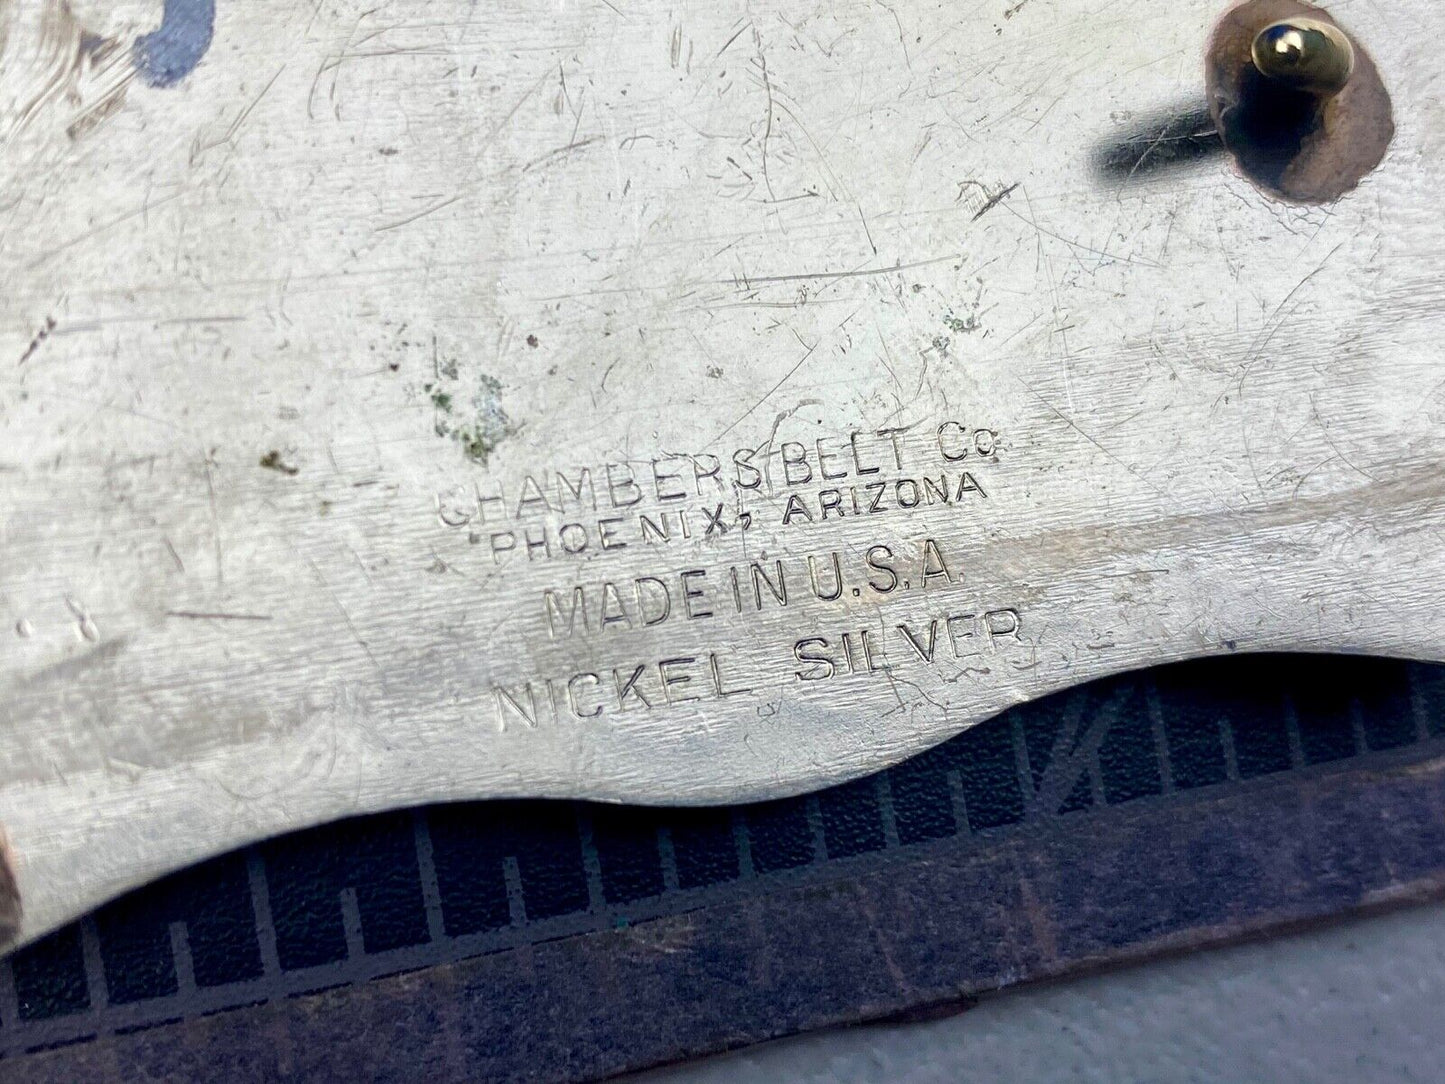 CHAMBERS BELT Co
PHOENIX, ARIZONA
MADE IN U.S.A.
NICKEL SILVER